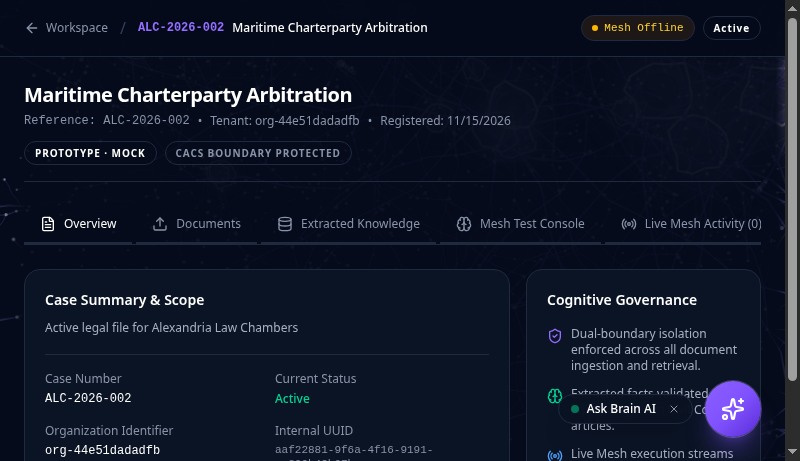 Workspace / ALC-2026-002 Maritime Charterparty Arbitration
Mesh Offline
Active
Maritime Charterparty Arbitration
Reference: ALC-2026-002 • Tenant: org-44e51dadadfb • Registered: 11/15/2026
PROTOTYPE · MOCK
CACS BOUNDARY PROTECTED
Overview
Documents
Extracted Knowledge
Mesh Test Console
Live Mesh Activity (0)
Case Summary & Scope
Active legal file for Alexandria Law Chambers
Case Number
ALC-2026-002
Current Status
Active
Organization Identifier
org-44e51dadadfb
Internal UUID
aaf22881-9f6a-4f16-9191-
Cognitive Governance
Dual-boundary isolation
enforced across all document
ingestion and retrieval.
Extracted facts validated
articles.
Live Mesh execution streams
Ask Brain AI